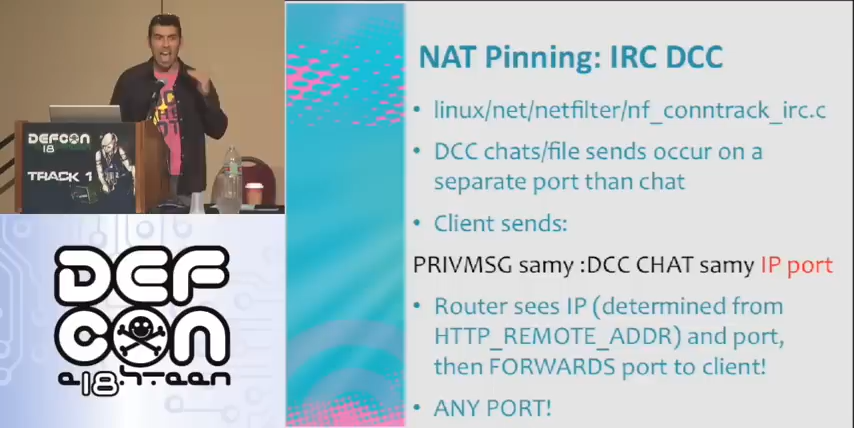 DEFCON
18
TRACK 1
DEF
CON
e18hteen
NAT Pinning: IRC DCC
• linux/net/netfilter/nf_conntrack_irc.c
• DCC chats/file sends occur on a
separate port than chat
• Client sends:
PRIVMSG samy :DCC CHAT samy IP port
• Router sees IP (determined from
HTTP_REMOTE_ADDR) and port,
then FORWARDS port to client!
• ANY PORT!